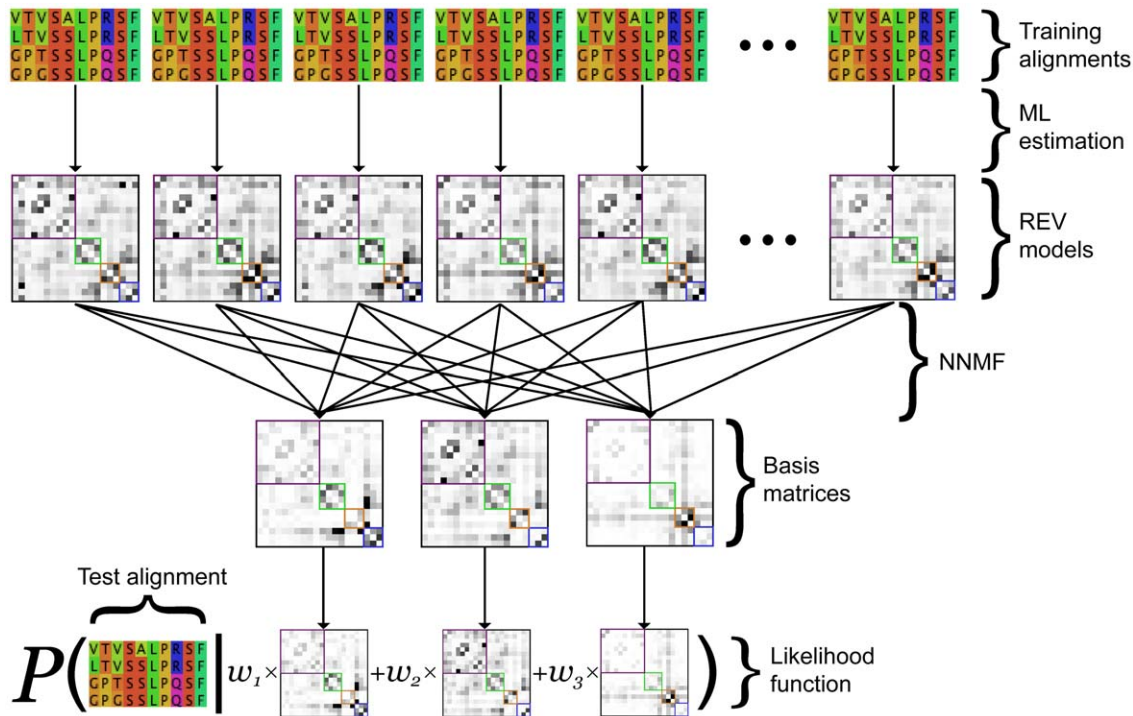 VTVSALPRSF VTVSALPRSF VTVSALPRSF VTVSALPRSF VTVSALPRSF VTVSALPRSF
LTVSSLPRSF LTVSSLPRSF LTVSSLPRSF LTVSSLPRSF LTVSSLPRSF LTVSSLPRSF
GPTSSLPQSF GPTSSLPQSF GPTSSLPQSF GPTSSLPQSF GPTSSLPQSF GPTSSLPQSF
GPGSSLPQSF GPGSSLPQSF GPGSSLPQSF GPGSSLPQSF GPGSSLPQSF GPGSSLPQSF
Training
alignments
ML
estimation
REV
models
NNMF
Basis
matrices
Test alignment
VTVSALPRSF
LTVSSLPRSF
GPTSSLPQSF
GPGSSLPQSF
P( | w1× +w2× +w3× )
Likelihood
function